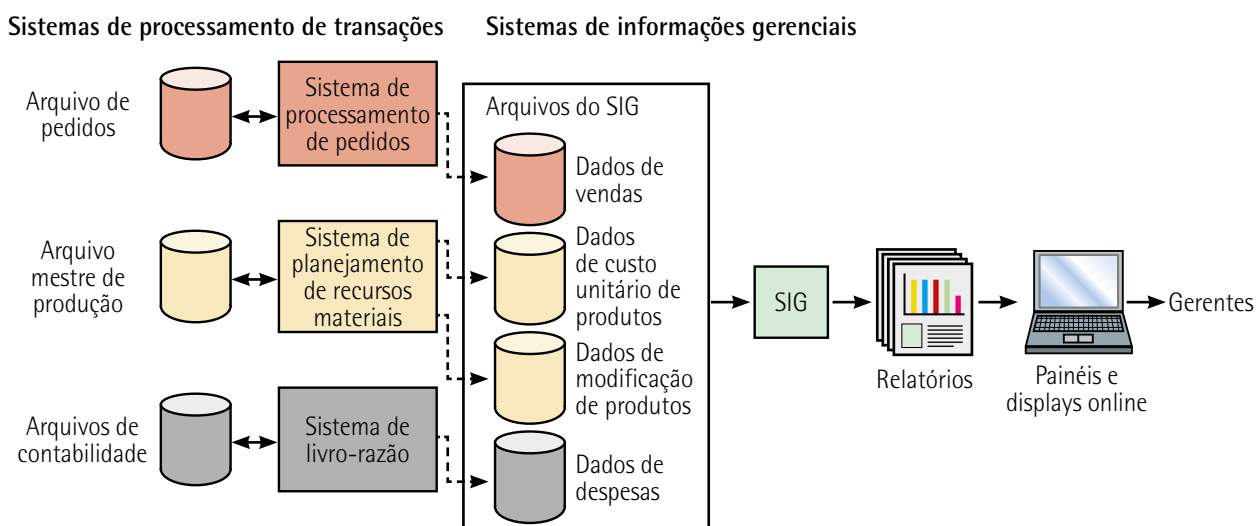 Sistemas de processamento de transações
Sistemas de informações gerenciais
Arquivo de
pedidos
Sistema de
processamento
de pedidos
Arquivo
mestre de
produção
Sistema de
planejamento
de recursos
materiais
Arquivos de
contabilidade
Sistema de
livro-razão
Arquivos do SIG
Dados de
vendas
Dados
de custo
unitário de
produtos
Dados de
modificação
de produtos
Dados de
despesas
SIG
Relatórios
Painéis e
displays online
Gerentes